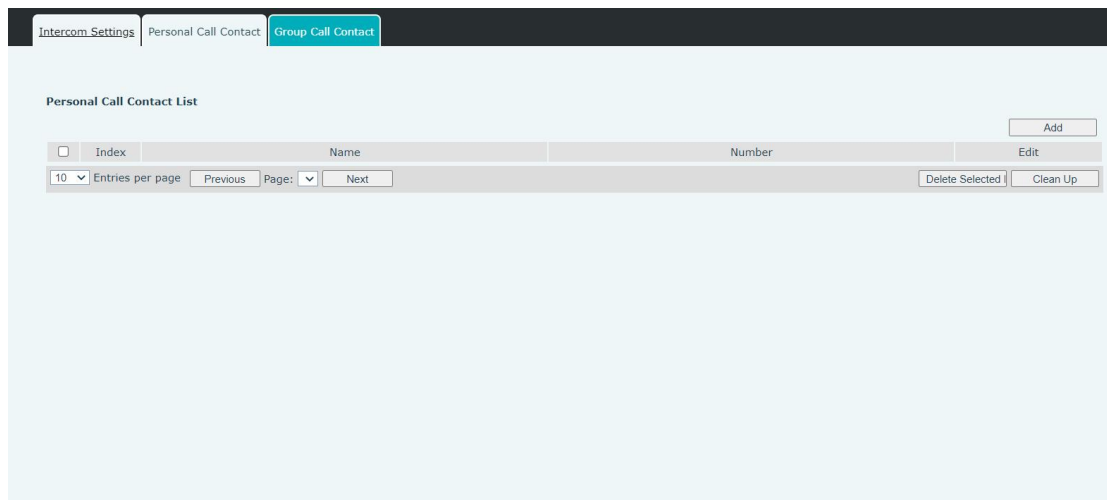 Intercom Settings Personal Call Contact Group Call Contact
Personal Call Contact List
Add
Index Name Number Edit
10 Entries per page Previous Page: Next Delete Selected Clean Up